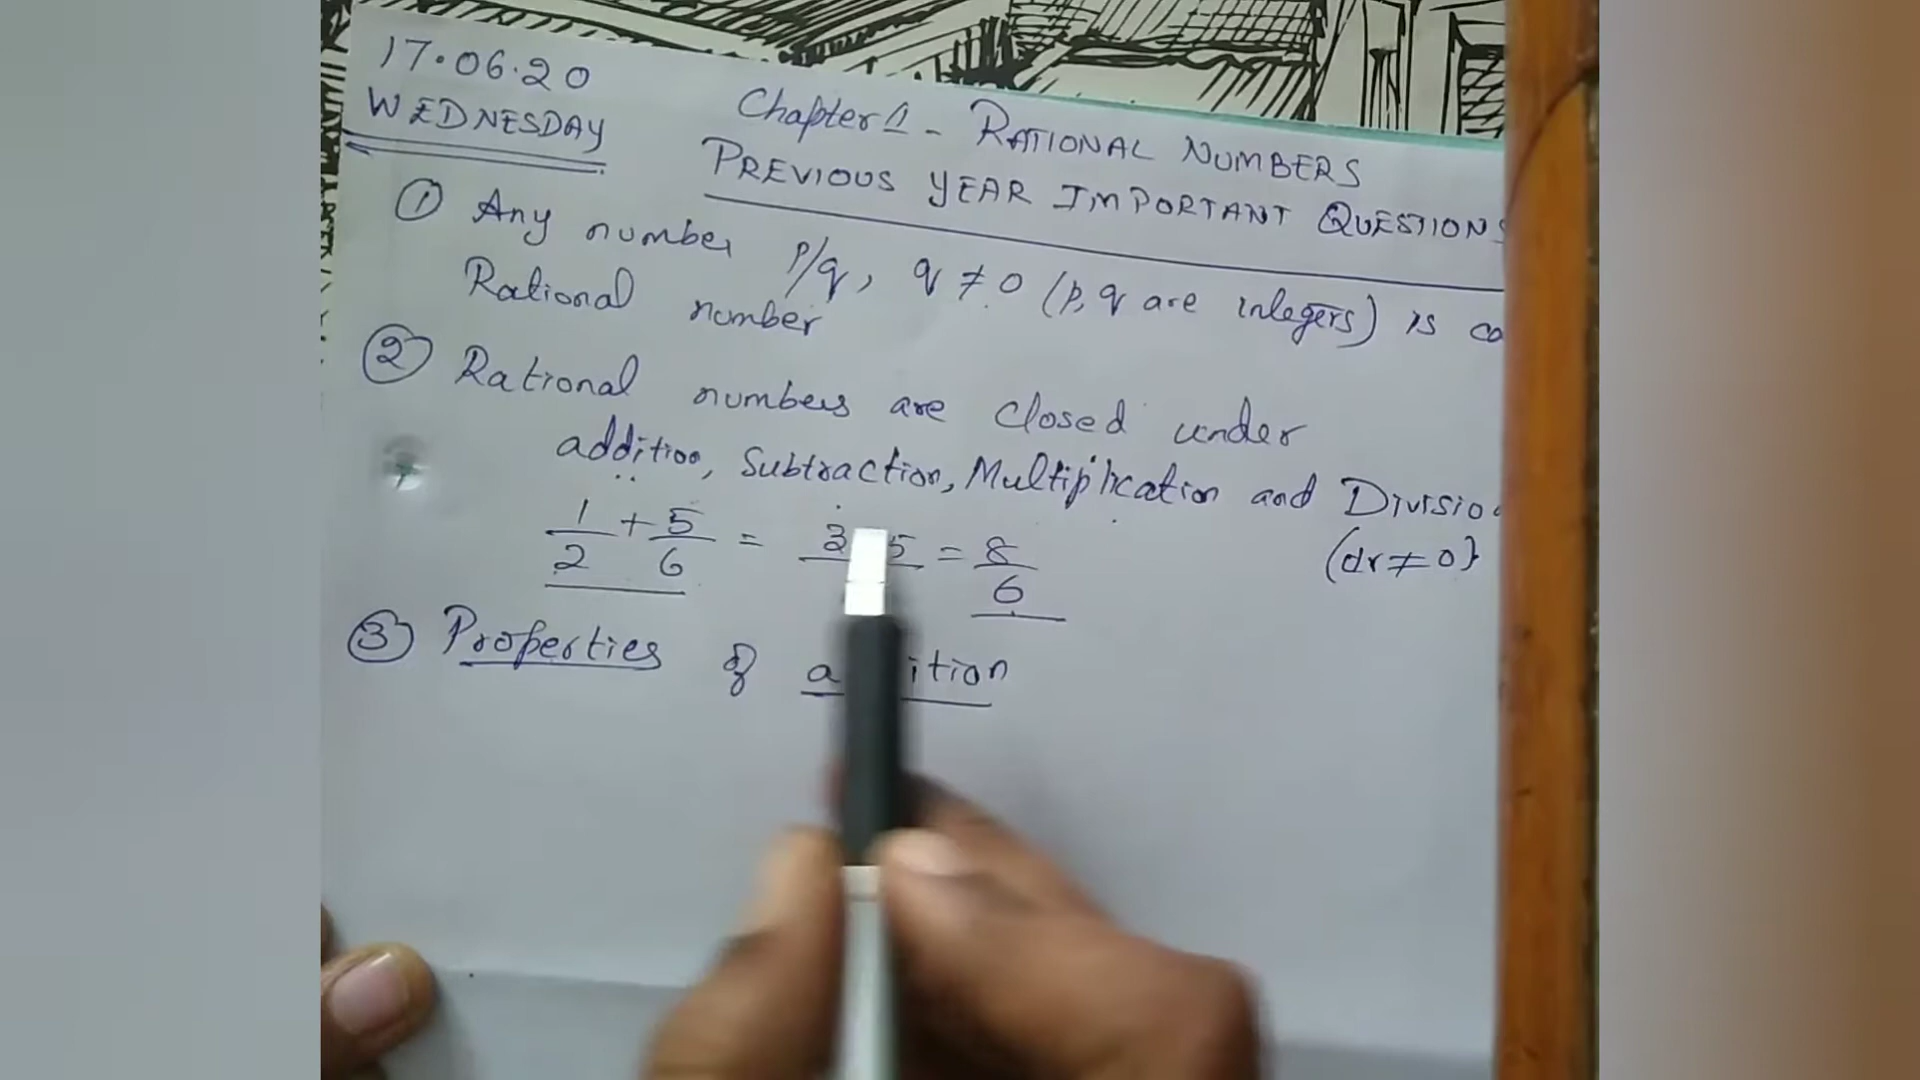 17.06.20
WEDNESDAY
Chapter 1 - RATIONAL NUMBERS
PREVIOUS YEAR IMPORTANT QUESTIONS
① Any number p/q, q ≠ 0 (p, q are integers) is
Rational number
② Rational numbers are closed under
addition, Subtraction, Multiplication and
(dr ≠ 0}
1/2 + 5/6 = 3 5 = 8/6
③ Properties of